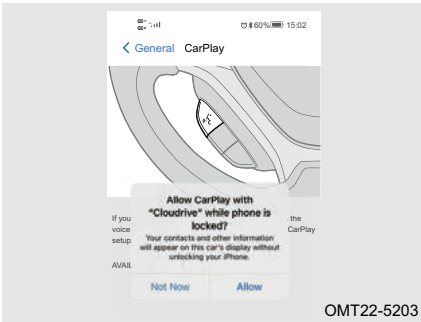 60% 15:02
General CarPlay
Allow CarPlay with
"Cloudrive" while phone is
locked?
Your contacts and other information
will appear on this car's display without
unlocking your iPhone.
If you the
voice CarPlay
setup
AVAIL
Not Now Allow
OMT22-5203